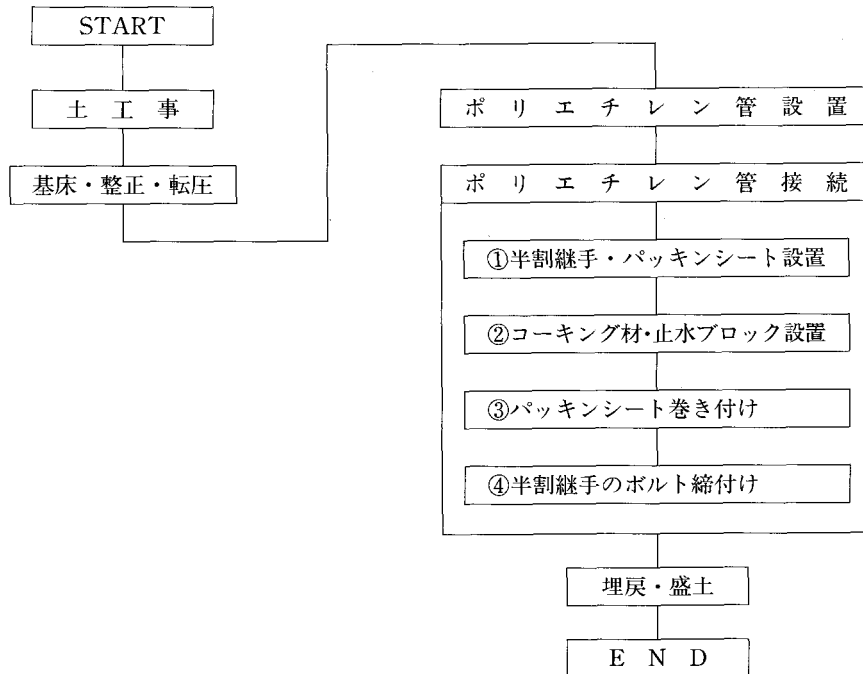 START
土工事
基床・整正・転圧
ポリエチレン管設置
ポリエチレン管接続
①半割継手・パッキンシート設置
②コーキング材・止水ブロック設置
③パッキンシート巻き付け
④半割継手のボルト締付け
埋戻・盛土
END